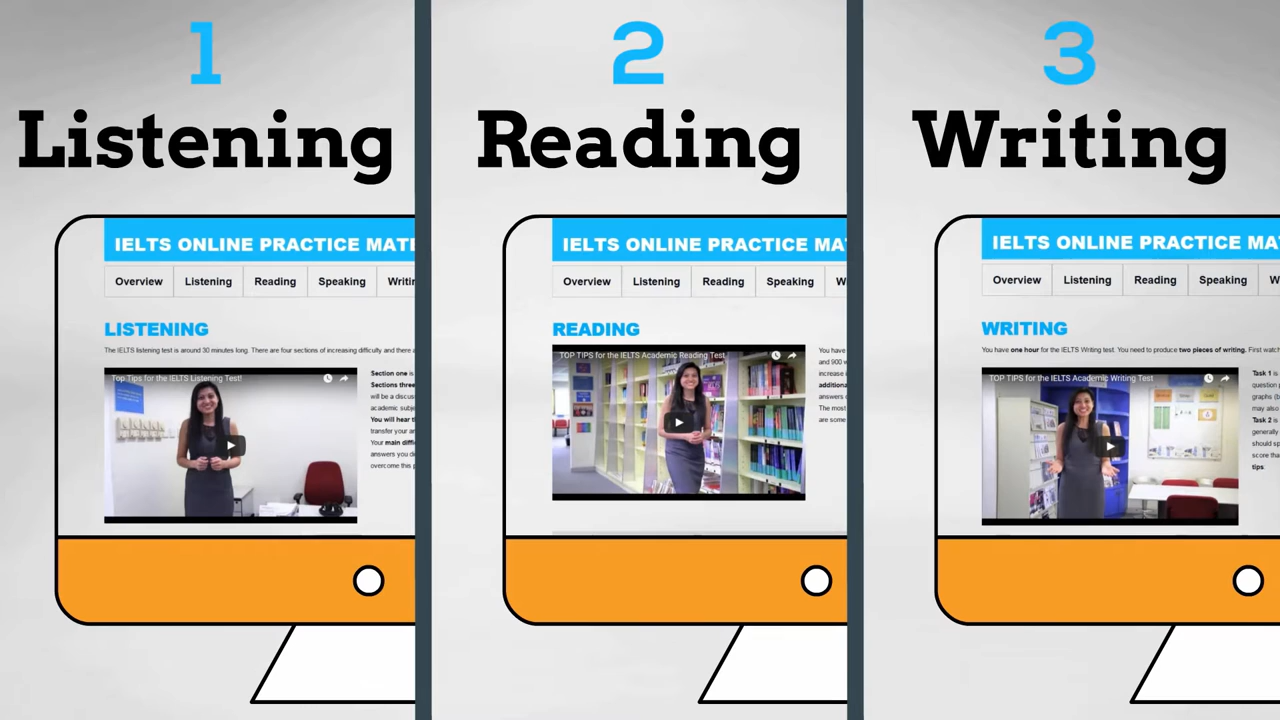 1
Listening
IELTS ONLINE PRACTICE MATE
Overview Listening Reading Speaking Writin
LISTENING
The IELTS listening test is around 30 minutes long. There are four sections of increasing difficulty and there a
Top Tips for the IELTS Listening Test!
Section one is
Sections three
will be a discus
academic subje
You will hear th
transfer your an
Your main diffi
answers you di
overcome this p
2
Reading
IELTS ONLINE PRACTICE MAT
Overview Listening Reading Speaking W
READING
TOP TIPS for the IELTS Academic Reading Test
You have
and 900 w
increase i
additiona
answers o
The most
are some
3
Writing
IELTS ONLINE PRACTICE MA
Overview Listening Reading Speaking W
WRITING
You have one hour for the IELTS Writing test. You need to produce two pieces of writing. First watch
TOP TIPS for the IELTS Academic Writing Test
Task 1 is
question p
graphs (b
may also
Task 2 is
generally
should sp
score tha
tips.